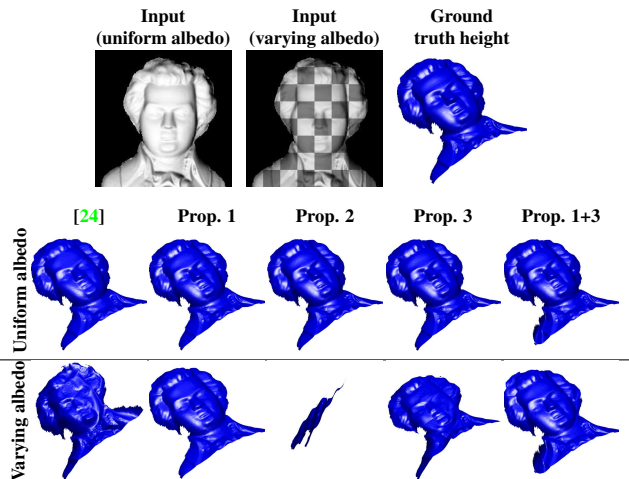 Input Input Ground
(uniform albedo) (varying albedo) truth height
[24] Prop. 1 Prop. 2 Prop. 3 Prop. 1+3
Uniform albedo
Varying albedo